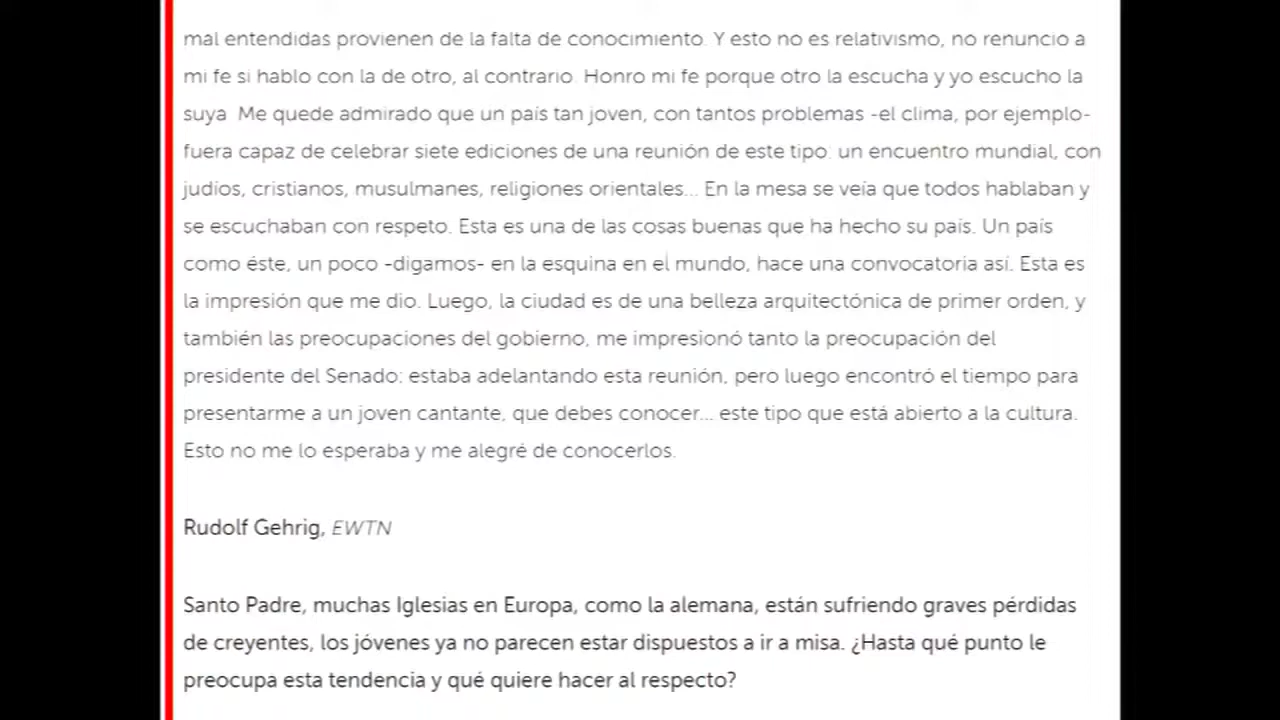 mal entendidas provienen de la falta de conocimiento. Y esto no es relativismo, no renuncio a
mi fe si hablo con la de otro, al contrario. Honro mi fe porque otro la escucha y yo escucho la
suya. Me quede admirado que un país tan joven, con tantos problemas -el clima, por ejemplo-
fuera capaz de celebrar siete ediciones de una reunión de este tipo: un encuentro mundial, con
judíos, cristianos, musulmanes, religiones orientales... En la mesa se veía que todos hablaban y
se escuchaban con respeto. Esta es una de las cosas buenas que ha hecho su país. Un país
como éste, un poco -digamos- en la esquina en el mundo, hace una convocatoria así. Esta es
la impresión que me dio. Luego, la ciudad es de una belleza arquitectónica de primer orden, y
también las preocupaciones del gobierno, me impresionó tanto la preocupación del
presidente del Senado: estaba adelantando esta reunión, pero luego encontró el tiempo para
presentarme a un joven cantante, que debes conocer... este tipo que está abierto a la cultura.
Esto no me lo esperaba y me alegré de conocerlos.
Rudolf Gehrig, EWTN
Santo Padre, muchas Iglesias en Europa, como la alemana, están sufriendo graves pérdidas
de creyentes, los jóvenes ya no parecen estar dispuestos a ir a misa. ¿Hasta qué punto le
preocupa esta tendencia y qué quiere hacer al respecto?